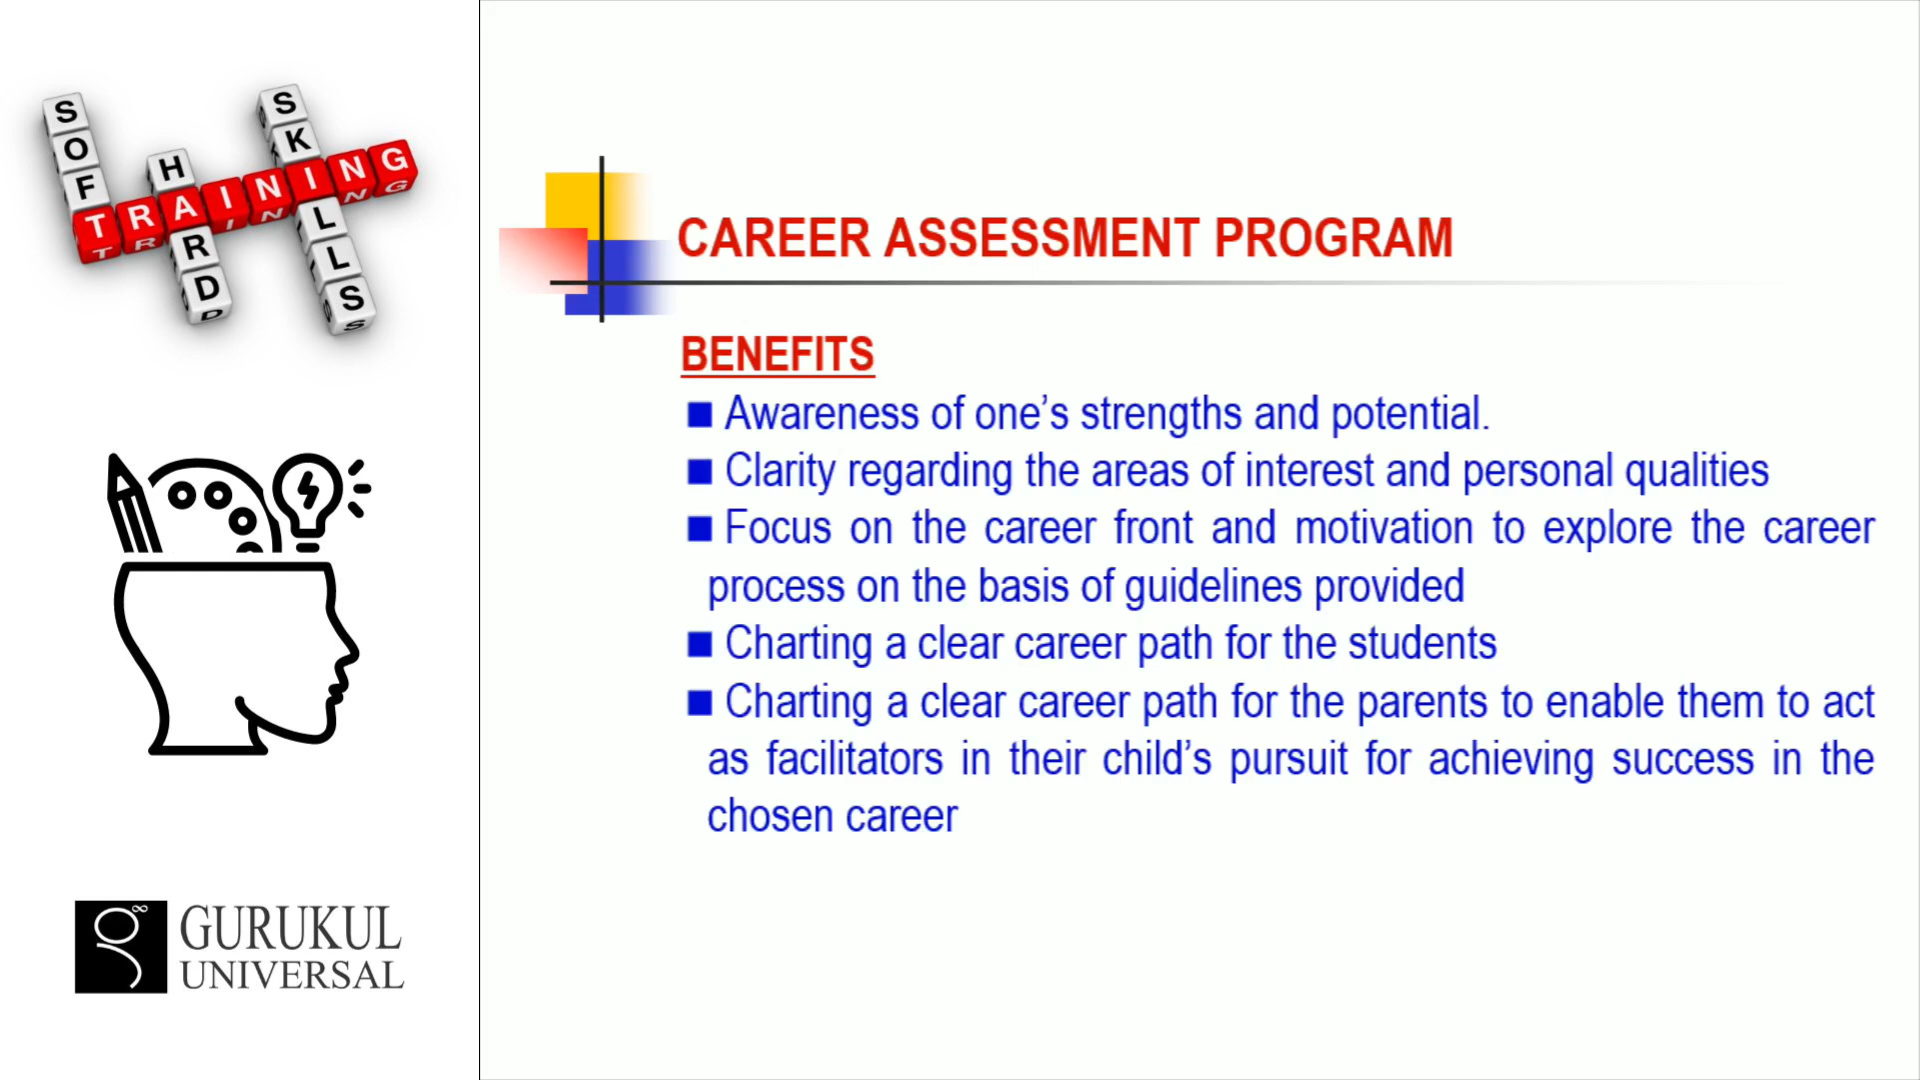 SOFT
HARD
SKILLS
TRAINING
GURUKUL
UNIVERSAL
CAREER ASSESSMENT PROGRAM
BENEFITS
Awareness of one’s strengths and potential.
Clarity regarding the areas of interest and personal qualities
Focus on the career front and motivation to explore the career
process on the basis of guidelines provided
Charting a clear career path for the students
Charting a clear career path for the parents to enable them to act
as facilitators in their child’s pursuit for achieving success in the
chosen career